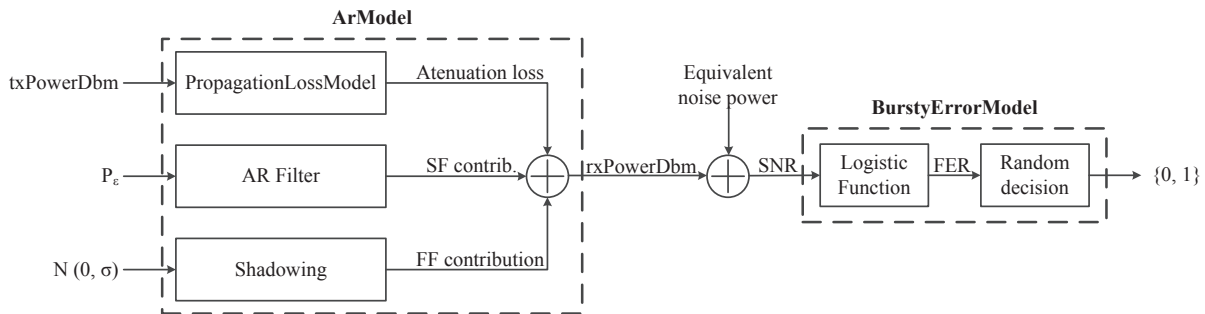 ArModel
txPowerDbm
PropagationLossModel
Atenuation loss
Equivalent
noise power
BurstyErrorModel
Pε
AR Filter
SF contrib.
rxPowerDbm
SNR
Logistic
Function
FER
Random
decision
{0, 1}
N (0, σ)
Shadowing
FF contribution